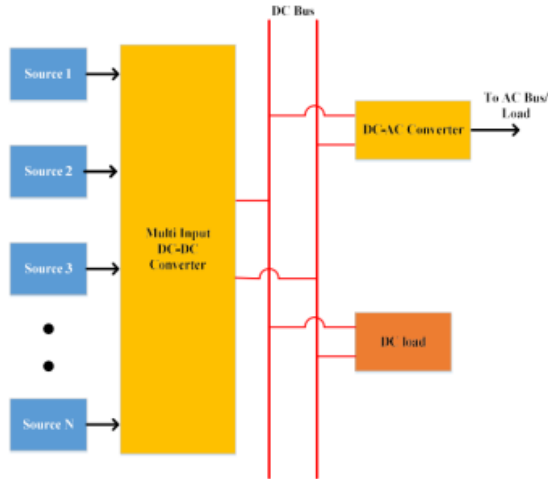 DC Bus
Source 1
Source 2
Source 3
Source N
Multi Input
DC-DC
Converter
DC-AC Converter
To AC Bus/
Load
DC load